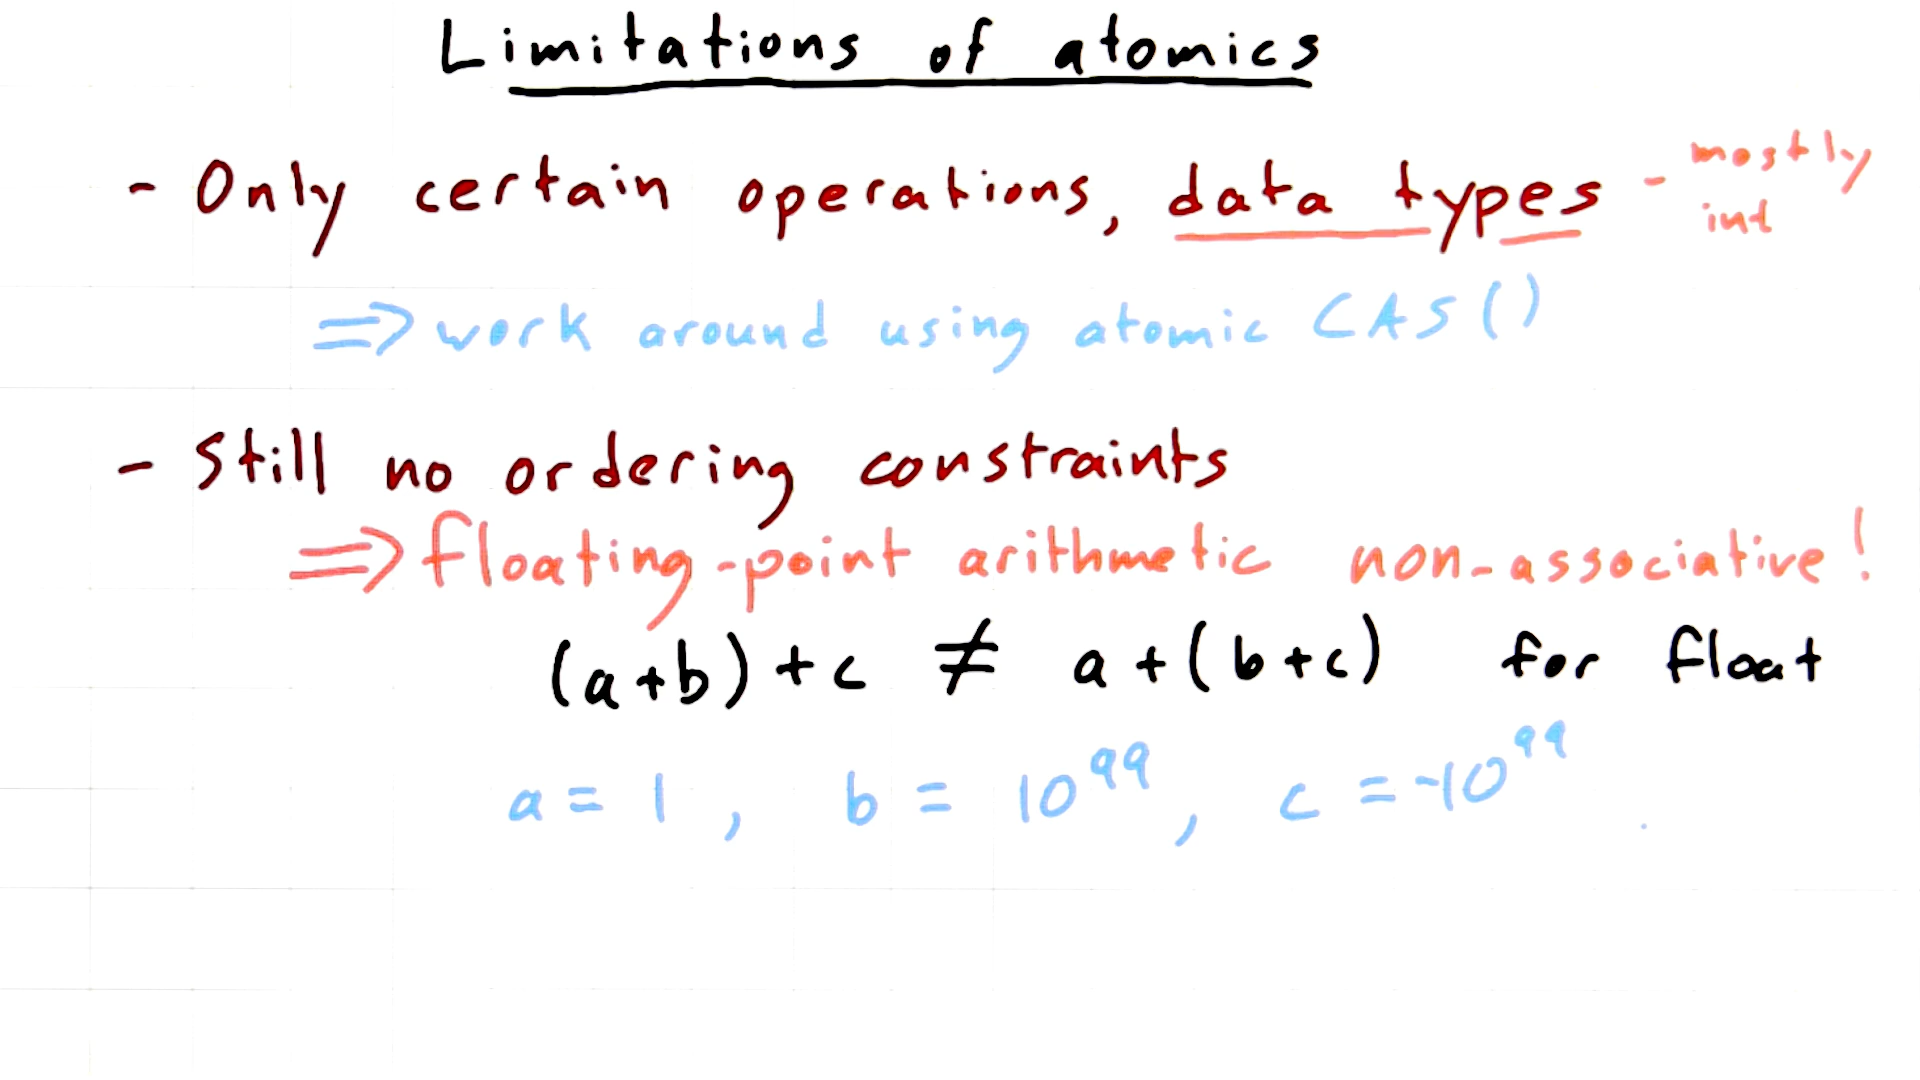 Limitations of atomics
- Only certain operations, data types - mostly int
⇒ work around using atomic CAS()
- Still no ordering constraints
⇒ floating-point arithmetic non-associative!
(a+b)+c ≠ a+(b+c) for float
a = 1, b = 10^99, c = -10^99